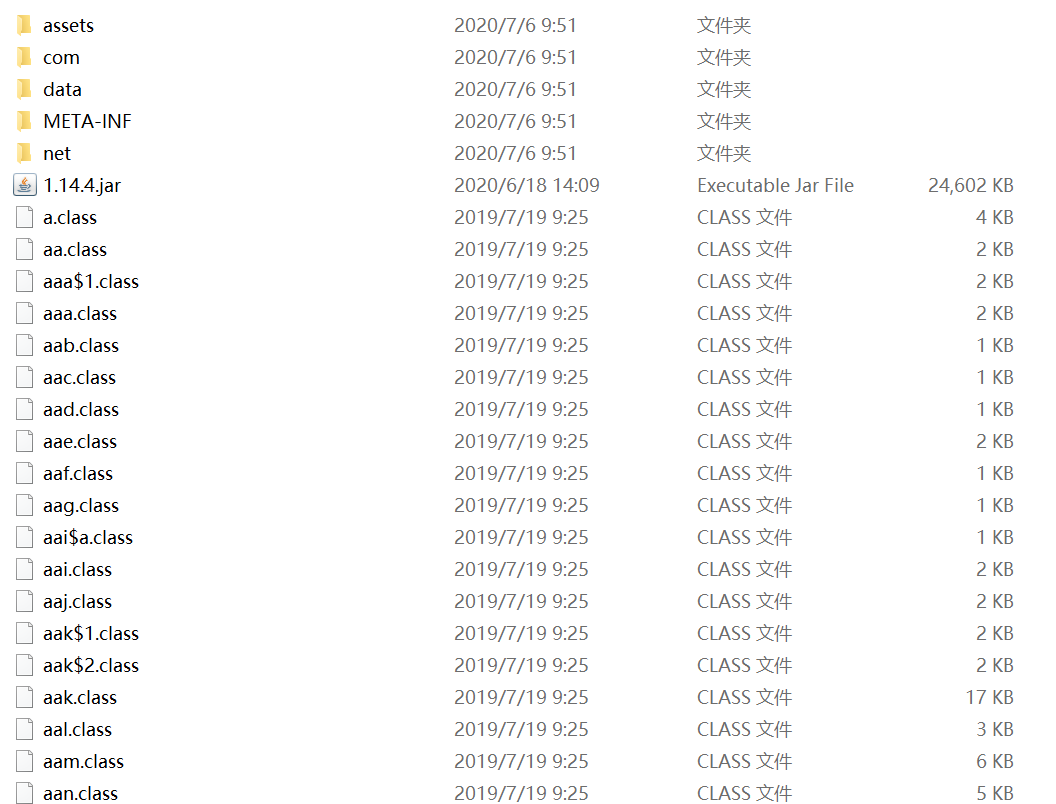 assets 2020/7/6 9:51 文件夹
com 2020/7/6 9:51 文件夹
data 2020/7/6 9:51 文件夹
META-INF 2020/7/6 9:51 文件夹
net 2020/7/6 9:51 文件夹
1.14.4.jar 2020/6/18 14:09 Executable Jar File 24,602 KB
a.class 2019/7/19 9:25 CLASS 文件 4 KB
aa.class 2019/7/19 9:25 CLASS 文件 2 KB
aaa$1.class 2019/7/19 9:25 CLASS 文件 2 KB
aaa.class 2019/7/19 9:25 CLASS 文件 2 KB
aab.class 2019/7/19 9:25 CLASS 文件 1 KB
aac.class 2019/7/19 9:25 CLASS 文件 1 KB
aad.class 2019/7/19 9:25 CLASS 文件 1 KB
aae.class 2019/7/19 9:25 CLASS 文件 2 KB
aaf.class 2019/7/19 9:25 CLASS 文件 1 KB
aag.class 2019/7/19 9:25 CLASS 文件 1 KB
aai$a.class 2019/7/19 9:25 CLASS 文件 1 KB
aai.class 2019/7/19 9:25 CLASS 文件 2 KB
aaj.class 2019/7/19 9:25 CLASS 文件 2 KB
aak$1.class 2019/7/19 9:25 CLASS 文件 2 KB
aak$2.class 2019/7/19 9:25 CLASS 文件 2 KB
aak.class 2019/7/19 9:25 CLASS 文件 17 KB
aal.class 2019/7/19 9:25 CLASS 文件 3 KB
aam.class 2019/7/19 9:25 CLASS 文件 6 KB
aan.class 2019/7/19 9:25 CLASS 文件 5 KB